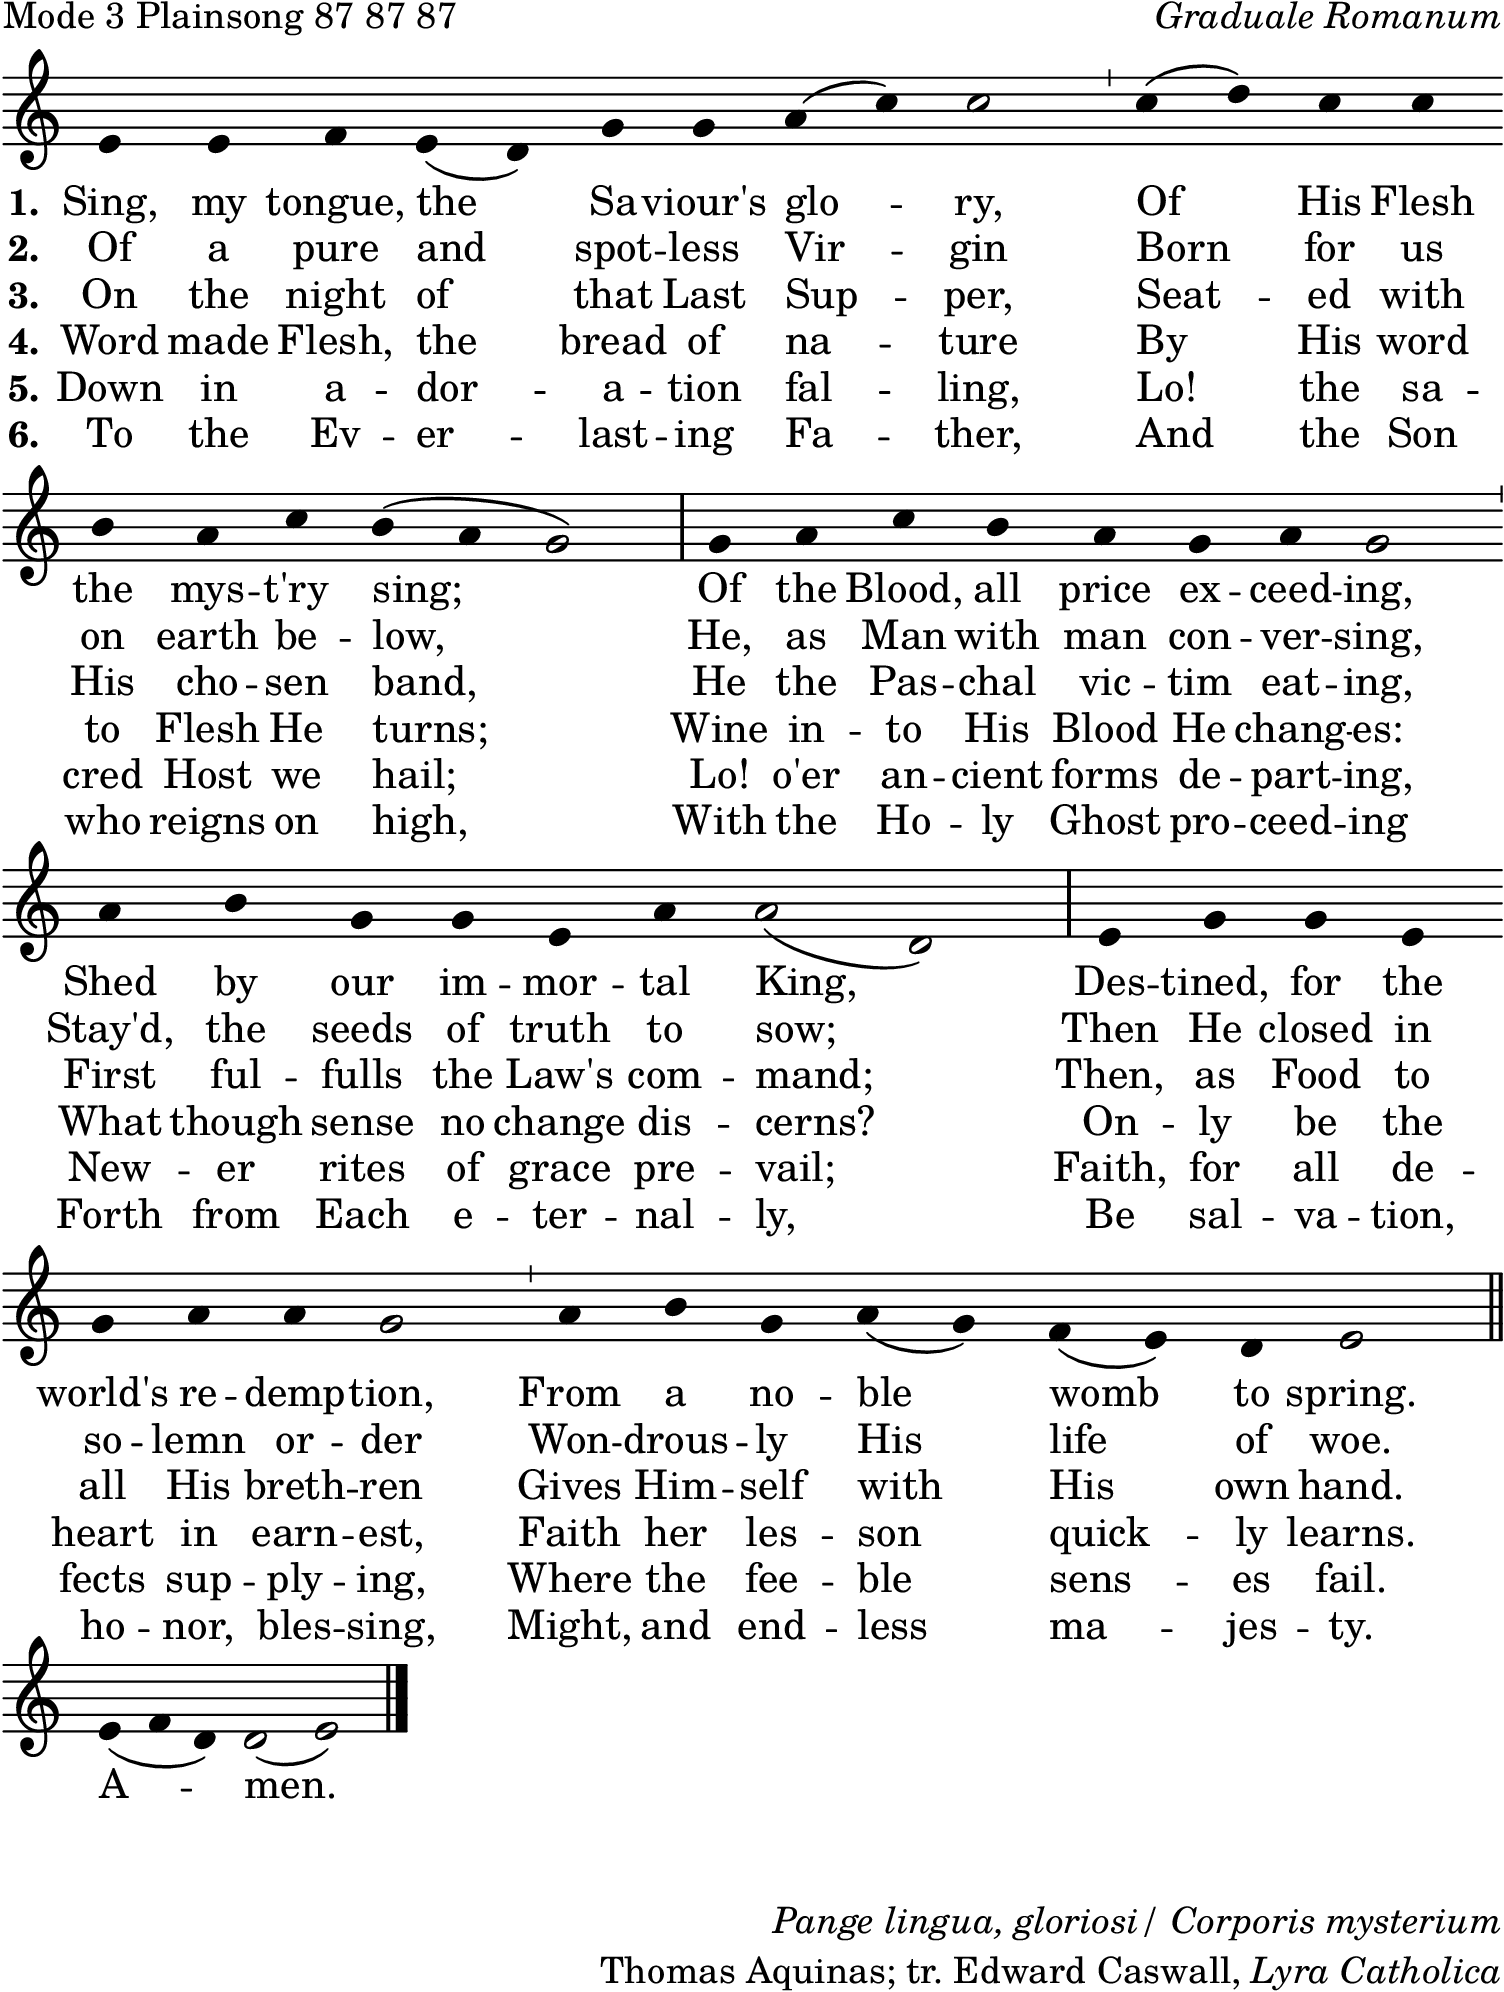 Mode 3 Plainsong 87 87 87
Graduale Romanum
1. Sing, my tongue, the Saviour's glo -- ry, Of His Flesh
2. Of a pure and spot -- less Vir -- gin Born for us
3. On the night of that Last Sup -- per, Seat -- ed with
4. Word made Flesh, the bread of na -- ture By His word
5. Down in a -- dor -- a -- tion fal -- ling, Lo! the sa --
6. To the Ev -- er -- last -- ing Fa -- ther, And the Son
the mys -- t'ry sing; Of the Blood, all price ex -- ceed -- ing,
on earth be -- low, He, as Man with man con -- ver -- sing,
His cho -- sen band, He the Pas -- chal vic -- tim eat -- ing,
to Flesh He turns; Wine in -- to His Blood He chang -- es:
cred Host we hail; Lo! o'er an -- cient forms de -- part -- ing,
who reigns on high, With the Ho -- ly Ghost pro -- ceed -- ing
Shed by our im -- mor -- tal King, Des -- tined, for the
Stay'd, the seeds of truth to sow; Then He closed in
First ful -- fulls the Law's com -- mand; Then, as Food to
What though sense no change dis -- cerns? On -- ly be the
New -- er rites of grace pre -- vail; Faith, for all de --
Forth from Each e -- ter -- nal -- ly, Be sal -- va -- tion,
world's re -- demption, From a no -- ble womb to spring.
so -- lemn or -- der Won -- drous -- ly His life of woe.
all His breth -- ren Gives Him -- self with His own hand.
heart in earn -- est, Faith her les -- son quick -- ly learns.
fects sup -- ply -- ing, Where the fee -- ble sens -- es fail.
ho -- nor, bles -- sing, Might, and end -- less ma -- jes -- ty.
A -- men.
Pange lingua, gloriosi/ Corporis mysterium
Thomas Aquinas; tr. Edward Caswall, Lyra Catholica